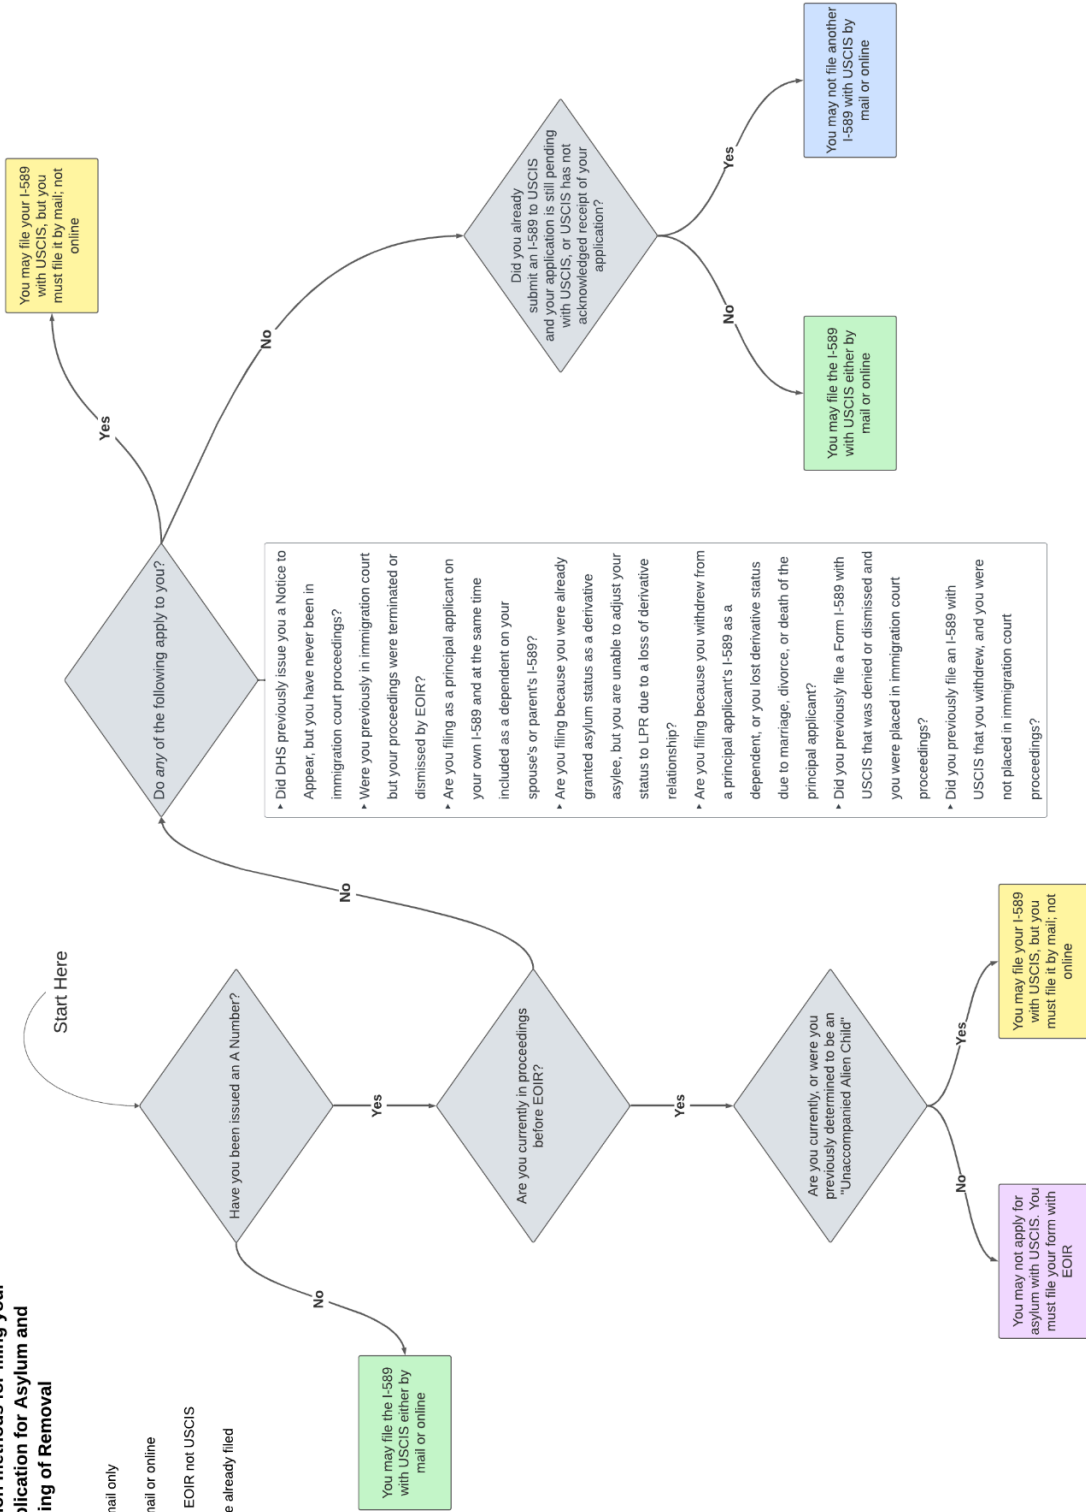 plication for Asylum and
ing of Removal
mail only
mail or online
EOIR not USCIS
e already filed
Start Here
Have you been issued an A Number?
No
You may file the I-589
with USCIS either by
mail or online
Yes
Are you currently in proceedings
before EOIR?
Yes
Are you currently, or were you
previously determined to be an
"Unaccompanied Alien Child"
No
You may not apply for
asylum with USCIS. You
must file your form with
EOIR
Yes
You may file your I-589
with USCIS, but you
must file it by mail; not
online
No
Do any of the following apply to you?
▸ Did DHS previously issue you a Notice to
Appear, but you have never been in
immigration court proceedings?
▸ Were you previously in immigration court
but your proceedings were terminated or
dismissed by EOIR?
▸ Are you filing as a principal applicant on
your own I-589 and at the same time
included as a dependent on your
spouse's or parent's I-589?
▸ Are you filing because you were already
granted asylum status as a derivative
asylee, but you are unable to adjust your
status to LPR due to a loss of derivative
relationship?
▸ Are you filing because you withdrew from
a principal applicant's I-589 as a
dependent, or you lost derivative status
due to marriage, divorce, or death of the
principal applicant?
▸ Did you previously file a Form I-589 with
USCIS that was denied or dismissed and
you were placed in immigration court
proceedings?
▸ Did you previously file an I-589 with
USCIS that you withdrew, and you were
not placed in immigration court
proceedings?
Yes
You may file your I-589
with USCIS, but you
must file it by mail; not
online
No
Did you already
submit an I-589 to USCIS
and your application is still pending
with USCIS, or USCIS has not
acknowledged receipt of your
application?
No
You may file the I-589
with USCIS either by
mail or online
Yes
You may not file another
I-589 with USCIS by
mail or online